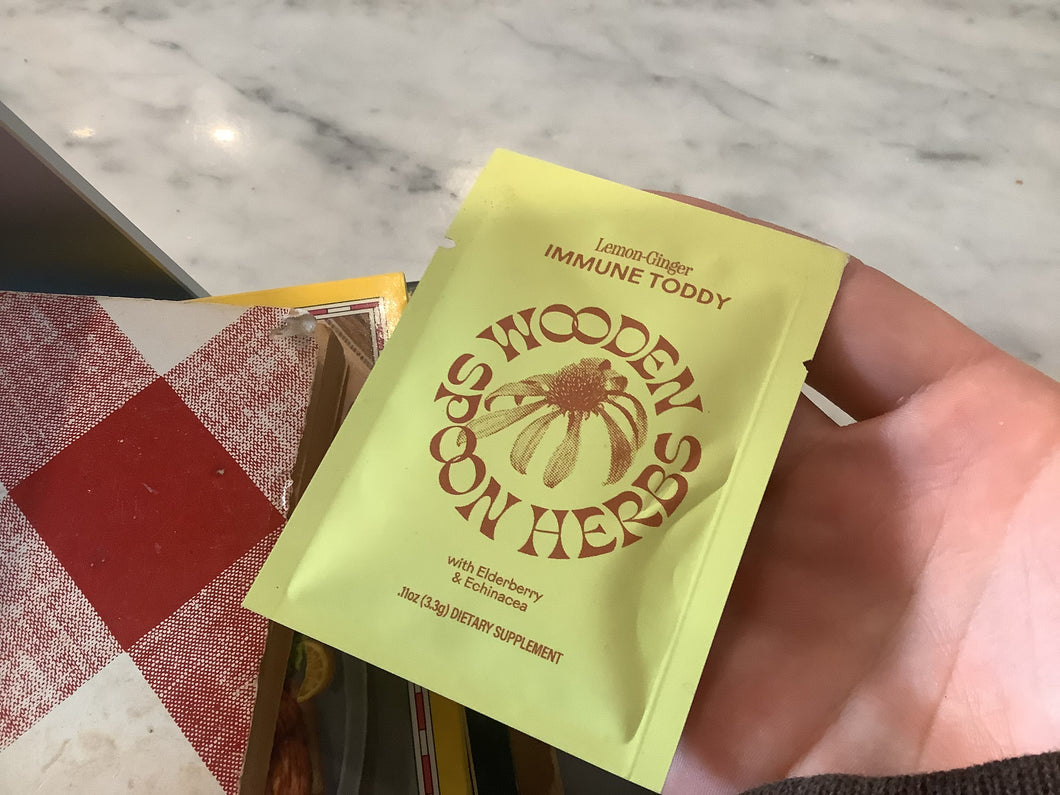 Lemon-Ginger
IMMUNE TODDY
WOODEN SPOON HERBS
with Elderberry
& Echinacea
.11oz (3.3g) DIETARY SUPPLEMENT